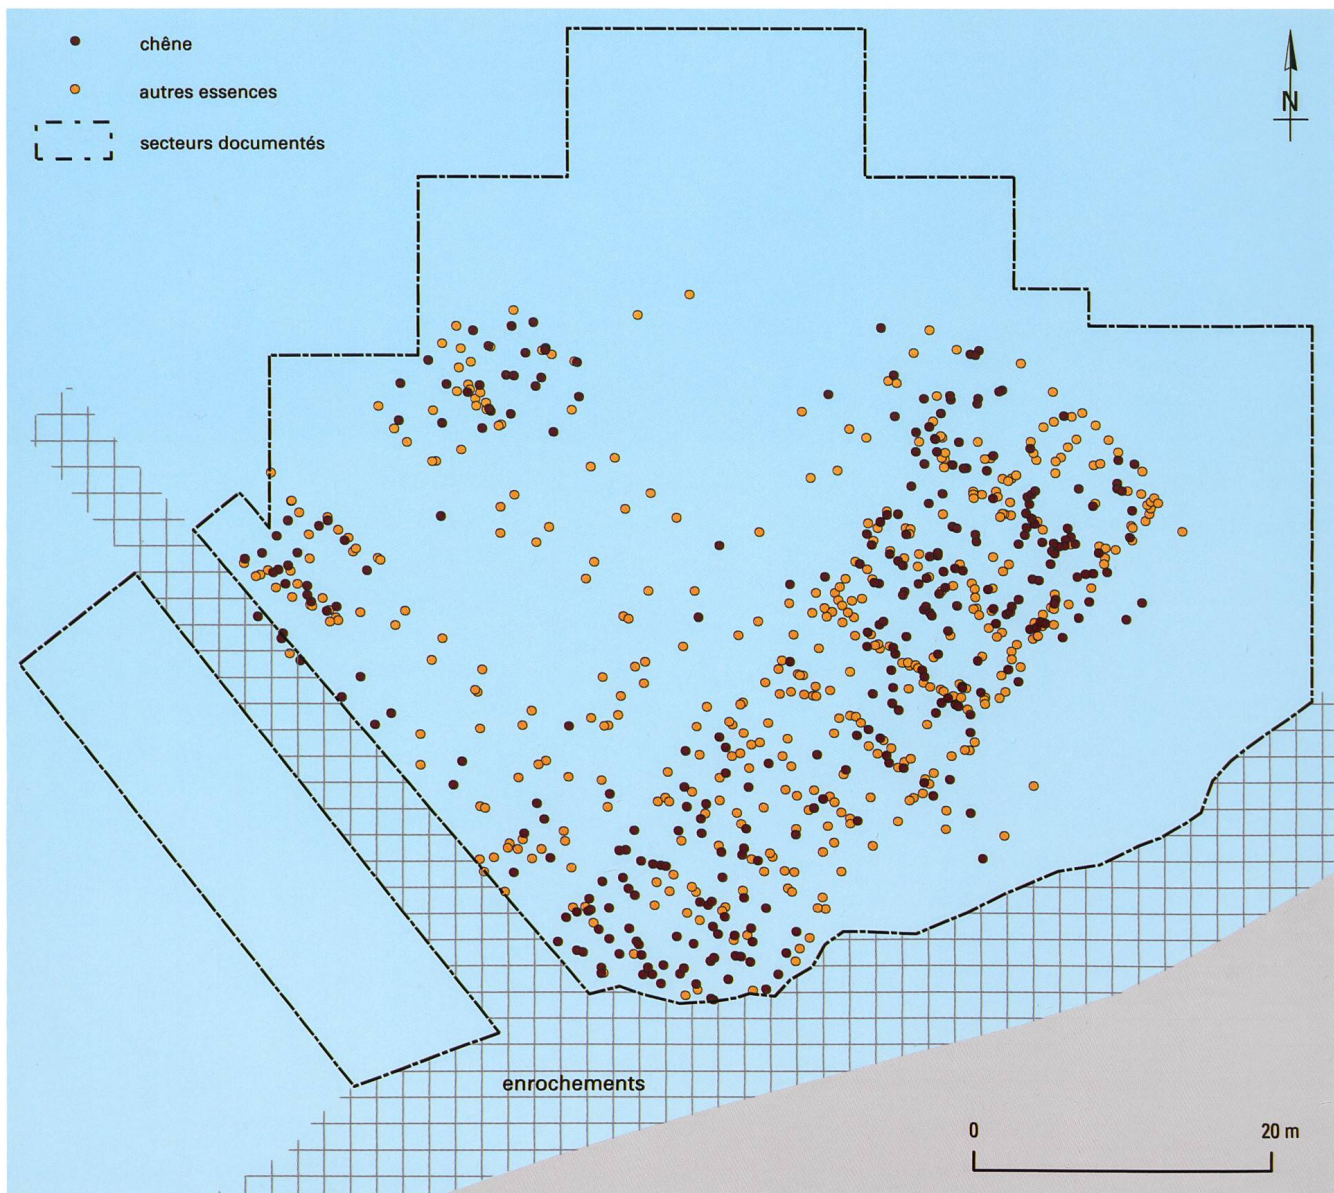 chêne
autres essences
secteurs documentés
N
enrochements
0
20 m